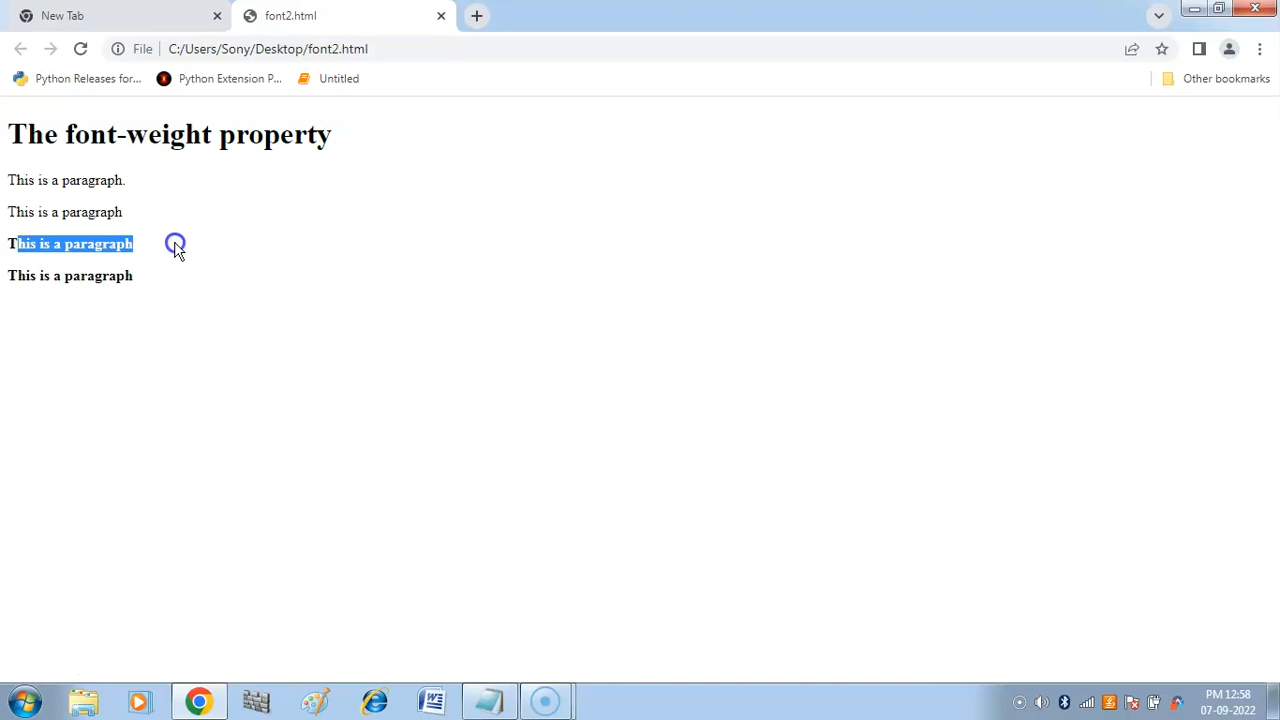 New Tab
font2.html
File
C:/Users/Sony/Desktop/font2.html
Python Releases for...
Python Extension P...
Untitled
Other bookmarks
The font-weight property
This is a paragraph.
This is a paragraph
This is a paragraph
This is a paragraph
PM 12:58
07-09-2022